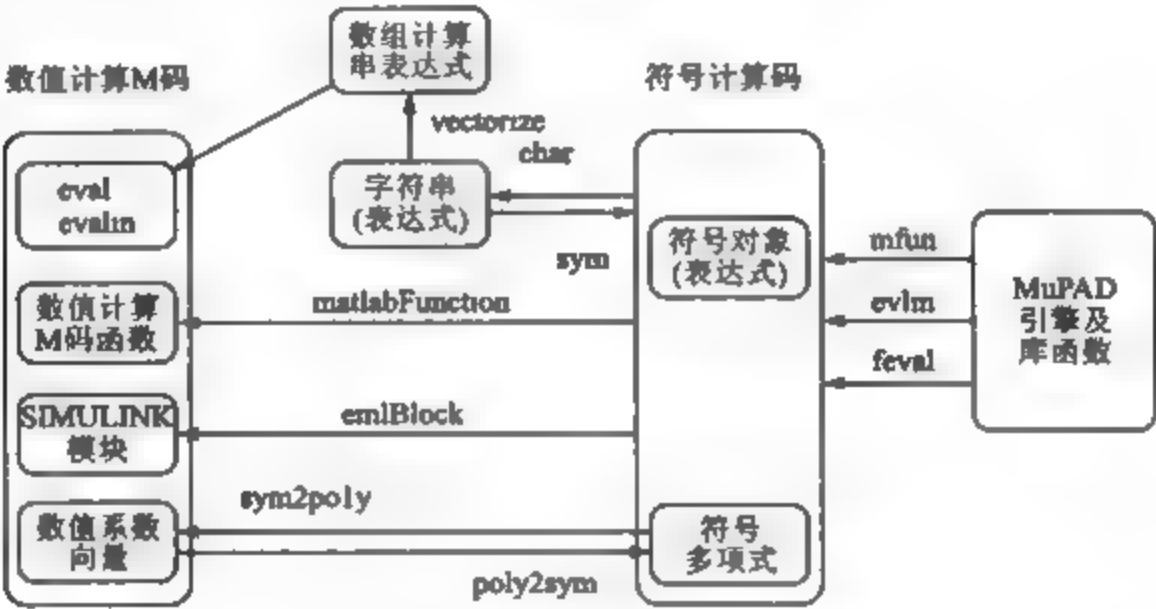 数组计算
串表达式
数值计算M码
符号计算码
vectorize
char
eval
evalin
字符串
(表达式)
sym
符号对象
(表达式)
mfun
evlm
feval
MuPAD
引擎及
库函数
数值计算
M码函数
matlabFunction
SIMULINK
模块
emlBlock
sym2poly
数值系数
向量
符号
多项式
poly2sym